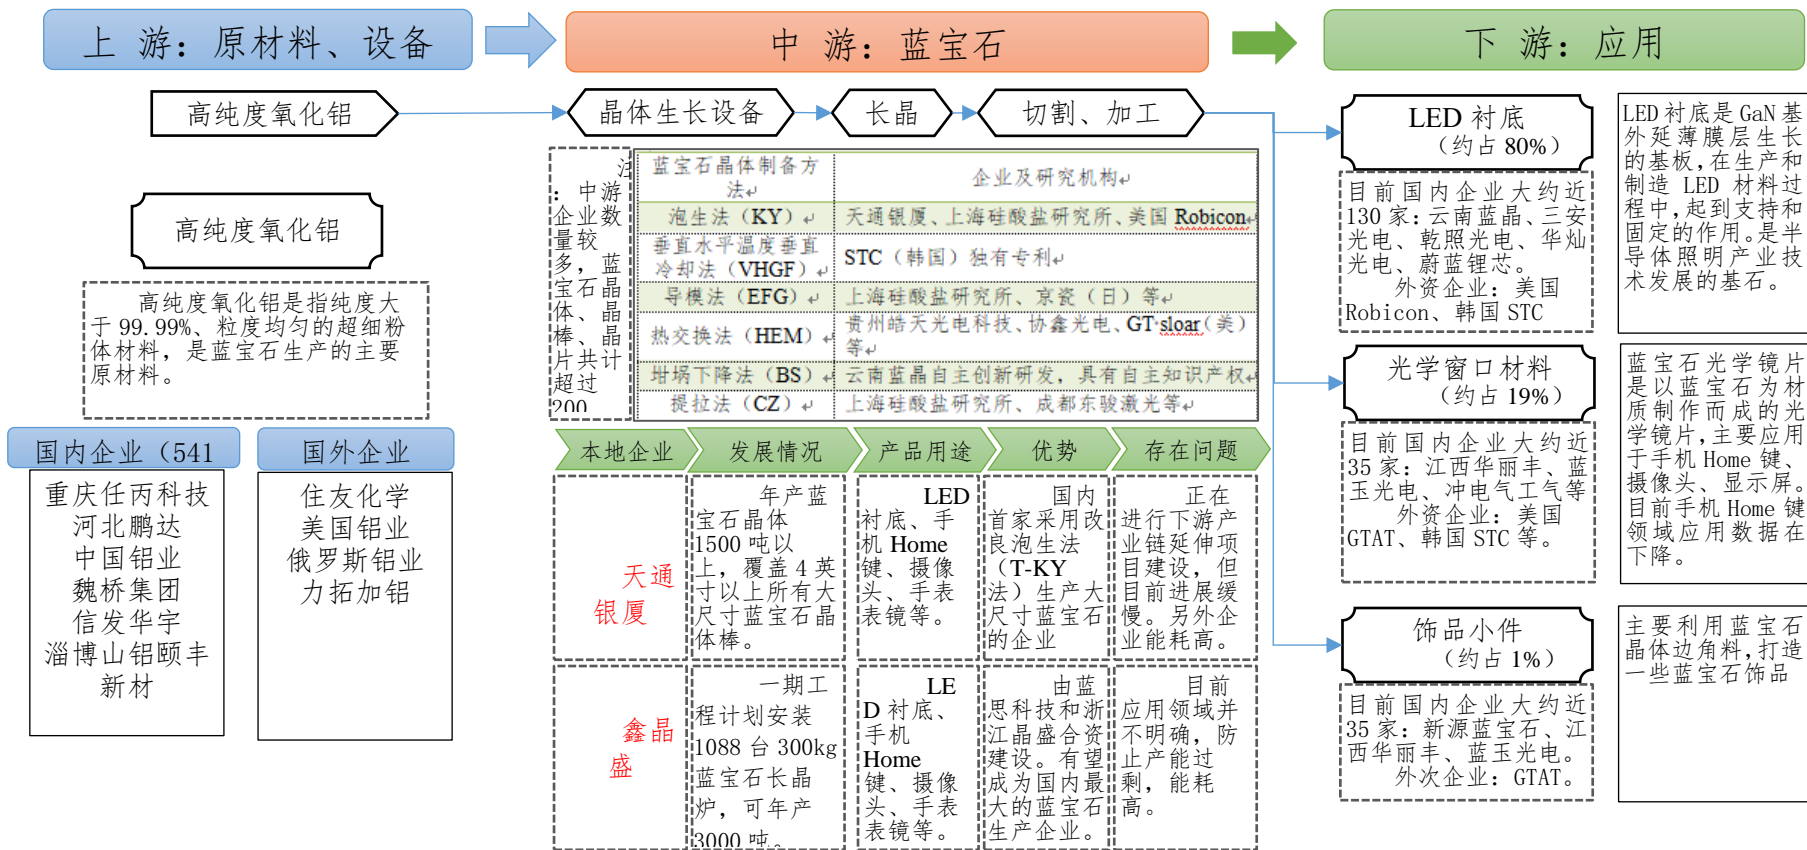 上 游：原材料、设备
中 游：蓝宝石
下 游：应用
高纯度氧化铝
晶体生长设备
长晶
切割、加工
高纯度氧化铝
高纯度氧化铝是指纯度大
于 99.99%、粒度均匀的超细粉
体材料，是蓝宝石生产的主要
原材料。
国内企业（541
重庆任丙科技
河北鹏达
中国铝业
魏桥集团
信发华宇
淄博山铝颐丰
新材
国外企业
住友化学
美国铝业
俄罗斯铝业
力拓加铝
注
：中游
企业数
量较
多，蓝
宝石晶
体、晶
棒、晶
片共计
超过
200
蓝宝石晶体制备方
法↵
企业及研究机构↵
泡生法（KY）↵
天通银厦、上海硅酸盐研究所、美国 Robicon↵
垂直水平温度垂直
冷却法（VHGF）↵
STC（韩国）独有专利↵
导模法（EFG）↵
上海硅酸盐研究所、京瓷（日）等↵
热交换法（HEM）↵
贵州皓天光电科技、协鑫光电、GT·sloar（美）
等↵
坩埚下降法（BS）↵
云南蓝晶自主创新研发，具有自主知识产权↵
提拉法（CZ）↵
上海硅酸盐研究所、成都东骏激光等↵
本地企业
发展情况
产品用途
优势
存在问题
天通
银厦
年产蓝
宝石晶体
1500 吨以
上，覆盖 4 英
寸以上所有大
尺寸蓝宝石晶
体棒。
LED
衬底、手
机 Home
键、摄像
头、手表
表镜等。
国内
首家采用改
良泡生法
（T-KY
法）生产大
尺寸蓝宝石
的企业
正在
进行下游产
业链延伸项
目建设，但
目前进展缓
慢。另外企
业能耗高。
鑫晶
盛
一期工
程计划安装
1088 台 300kg
蓝宝石长晶
炉，可年产
3000 吨。
LE
D 衬底、
手机
Home
键、摄像
头、手表
表镜等。
由蓝
思科技和浙
江晶盛合资
建设。有望
成为国内最
大的蓝宝石
生产企业。
目前
应用领域并
不明确，防
止产能过
剩，能耗
高。
LED 衬底
（约占 80%）
目前国内企业大约近
130 家：云南蓝晶、三安
光电、乾照光电、华灿
光电、蔚蓝锂芯。
外资企业：美国
Robicon、韩国 STC
LED 衬底是 GaN 基
外延薄膜层生长
的基板，在生产和
制造 LED 材料过
程中，起到支持和
固定的作用。是半
导体照明产业技
术发展的基石。
光学窗口材料
（约占 19%）
目前国内企业大约近
35 家：江西华丽丰、蓝
玉光电、冲电气工气等
外资企业：美国
GTAT、韩国 STC 等。
蓝宝石光学镜片
是以蓝宝石为材
质制作而成的光
学镜片，主要应用
于手机 Home 键、
摄像头、显示屏。
目前手机 Home 键
领域应用数据在
下降。
饰品小件
（约占 1%）
目前国内企业大约近
35 家：新源蓝宝石、江
西华丽丰、蓝玉光电。
外次企业：GTAT。
主要利用蓝宝石
晶体边角料，打造
一些蓝宝石饰品